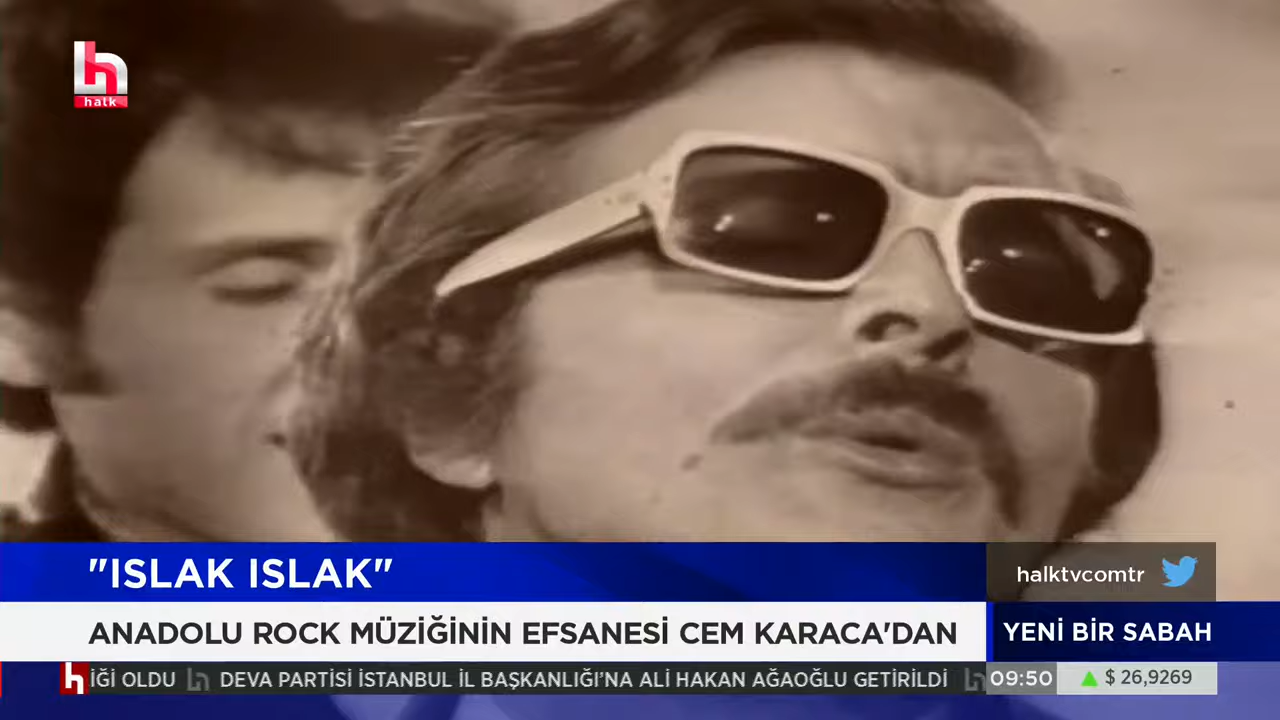 halk
"ISLAK ISLAK"
halktvcomtr
ANADOLU ROCK MÜZİĞİNİN EFSANESİ CEM KARACA'DAN
YENİ BİR SABAH
İĞİ OLDU DEVA PARTİSİ İSTANBUL İL BAŞKANLIĞI'NA ALİ HAKAN AĞAOĞLU GETİRİLDİ 09:50 $ 26,9269